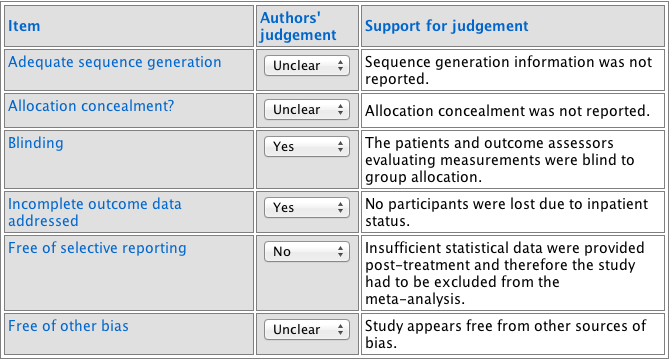 Item
Authors'
judgement
Support for judgement
Adequate sequence generation
Unclear
Sequence generation information was not
reported.
Allocation concealment?
Unclear
Allocation concealment was not reported.
Blinding
Yes
The patients and outcome assessors
evaluating measurements were blind to
group allocation.
Incomplete outcome data
addressed
Yes
No participants were lost due to inpatient
status.
Free of selective reporting
No
Insufficient statistical data were provided
post-treatment and therefore the study
had to be excluded from the
meta-analysis.
Free of other bias
Unclear
Study appears free from other sources of
bias.